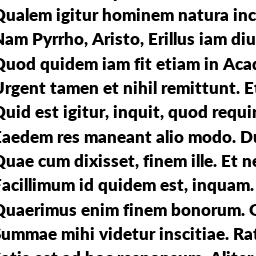 Qualem igitur hominem natura inc
Nam Pyrrho, Aristo, Erillus iam diu
Quod quidem iam fit etiam in Acad
Urgent tamen et nihil remittunt. Et
Quid est igitur, inquit, quod requir
Eaedem res maneant alio modo. Du
Quae cum dixisset, finem ille. Et ne
Facillimum id quidem est, inquam.
Quaerimus enim finem bonorum. Q
Summae mihi videtur inscitiae. Rat